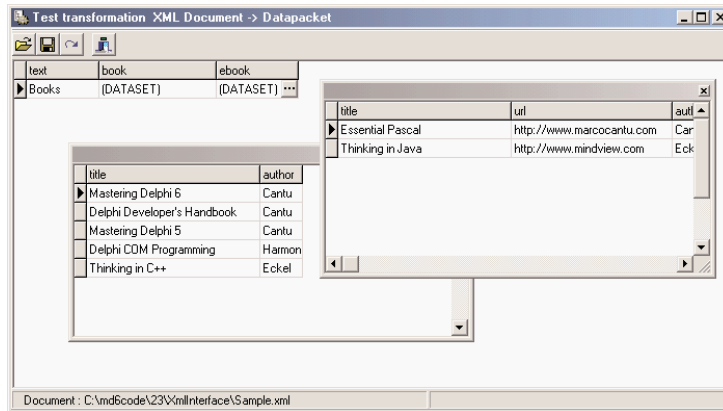 Test transformation XML Document -> Datapacket
text book ebook
Books (DATASET) (DATASET) ...
title url
Essential Pascal http://www.marcocantu.com
Thinking in Java http://www.mindview.com Eck
title author
Mastering Delphi 6 Cantu
Delphi Developer's Handbook Cantu
Mastering Delphi 5 Cantu
Delphi COM Programming Harmon
Thinking in C++ Eckel
Document : C:\md6code\23\XmlInterface\Sample.xml